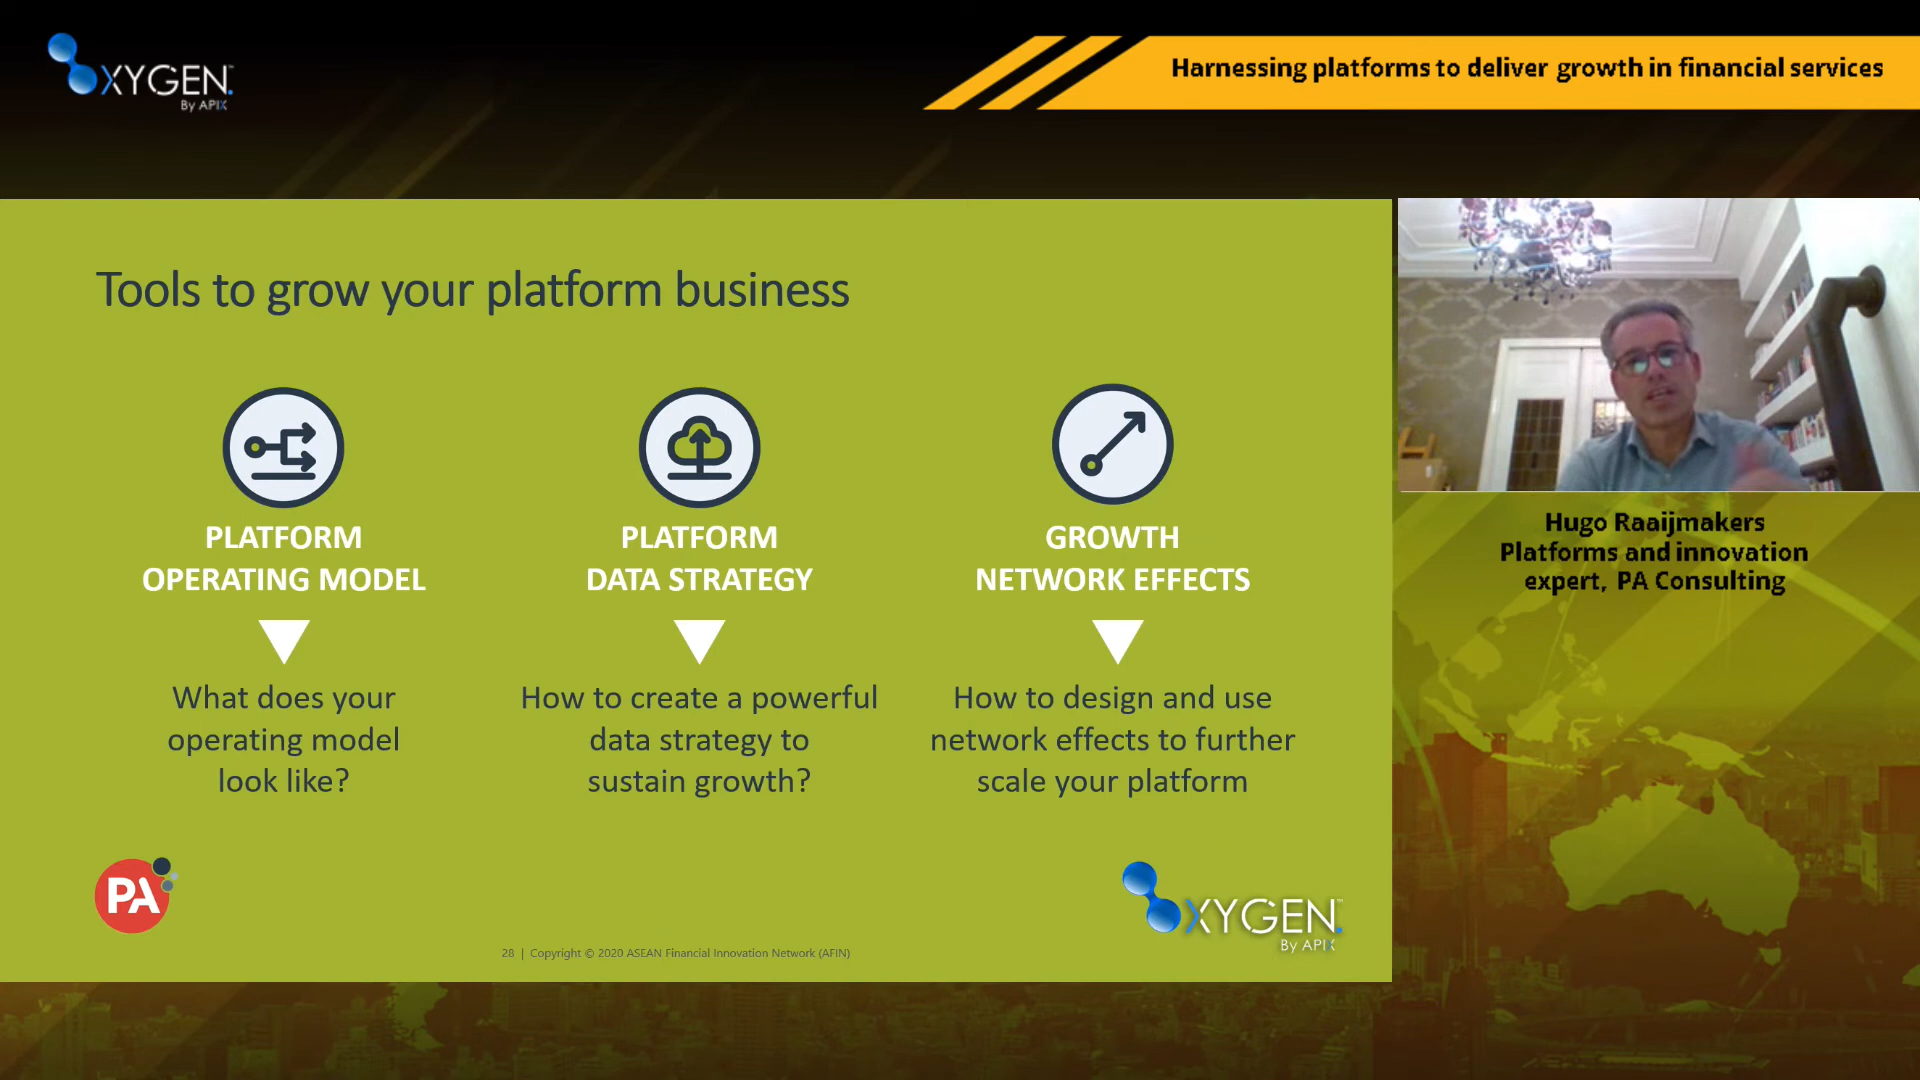 OXYGEN
By APIX
Harnessing platforms to deliver growth in financial services
Tools to grow your platform business
PLATFORM
OPERATING MODEL
What does your
operating model
look like?
PLATFORM
DATA STRATEGY
How to create a powerful
data strategy to
sustain growth?
GROWTH
NETWORK EFFECTS
How to design and use
network effects to further
scale your platform
Hugo Raaijmakers
Platforms and innovation
expert, PA Consulting
PA
28 | Copyright © 2020 ASEAN Financial Innovation Network (AFIN)
OXYGEN™
By APIX